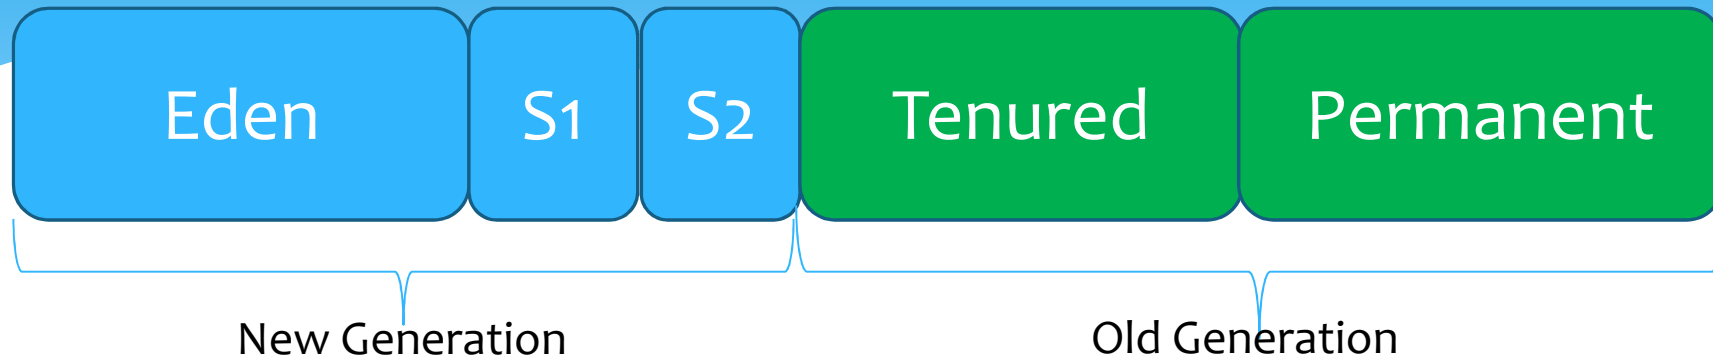 Eden S1 S2 Tenured Permanent
New Generation Old Generation